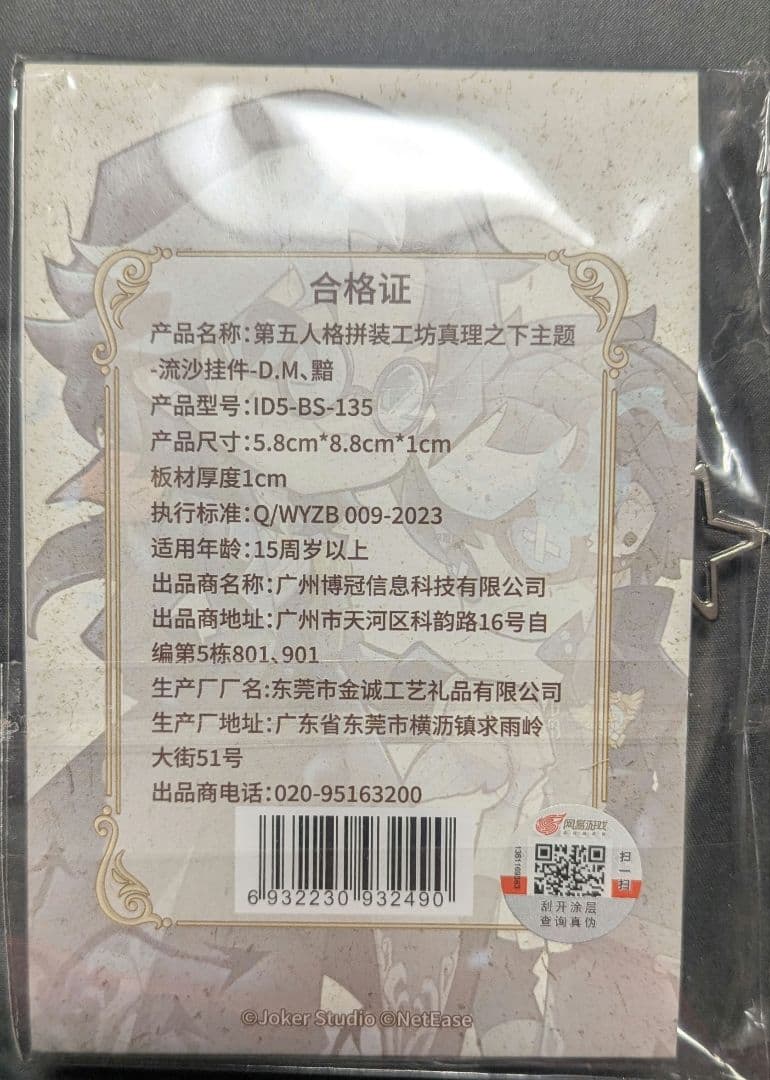 合格证
产品名称:第五人格拼装工坊真理之下主题
-流沙挂件-D.M、黯
产品型号:ID5-BS-135
产品尺寸:5.8cm*8.8cm*1cm
板材厚度1cm
执行标准:Q/WYZB 009-2023
适用年龄:15周岁以上
出品商名称:广州博冠信息科技有限公司
出品商地址:广州市天河区科韵路16号自
编第5栋801、901
生产厂厂名:东莞市金诚工艺礼品有限公司
生产厂地址:广东省东莞市横沥镇求雨岭
大街51号
出品商电话:020-95163200
6 932230 932490
网易游戏
扫一扫
刮开涂层
查询真伪
©Joker Studio ©NetEase